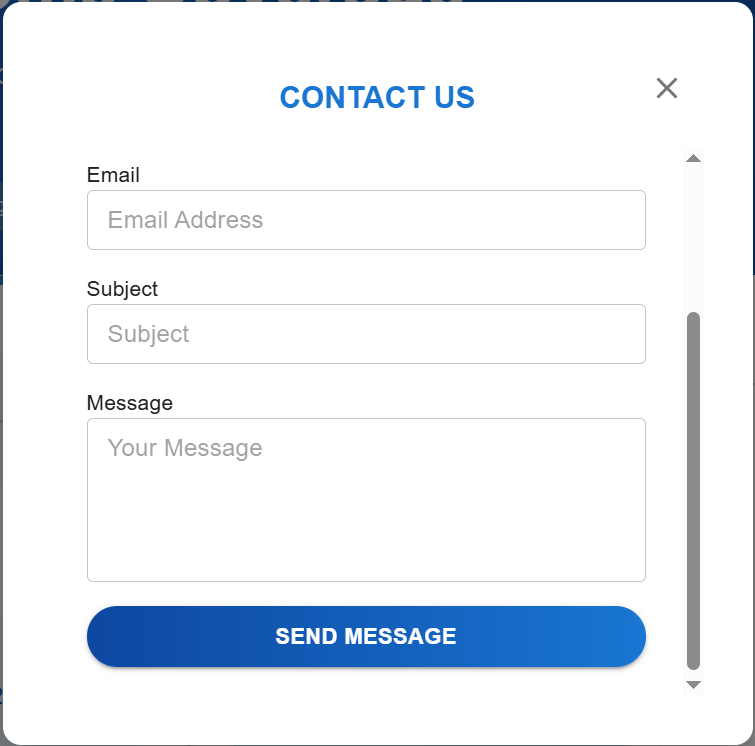 CONTACT US
Email
Email Address
Subject
Subject
Message
Your Message
SEND MESSAGE